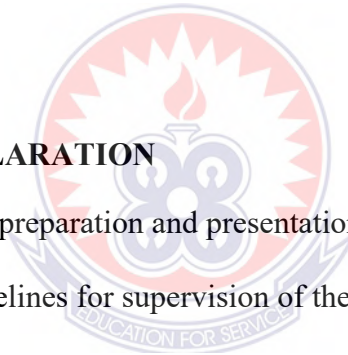 LARATION
preparation and presentation
elines for supervision of the
EDUCATION FOR SERVICE